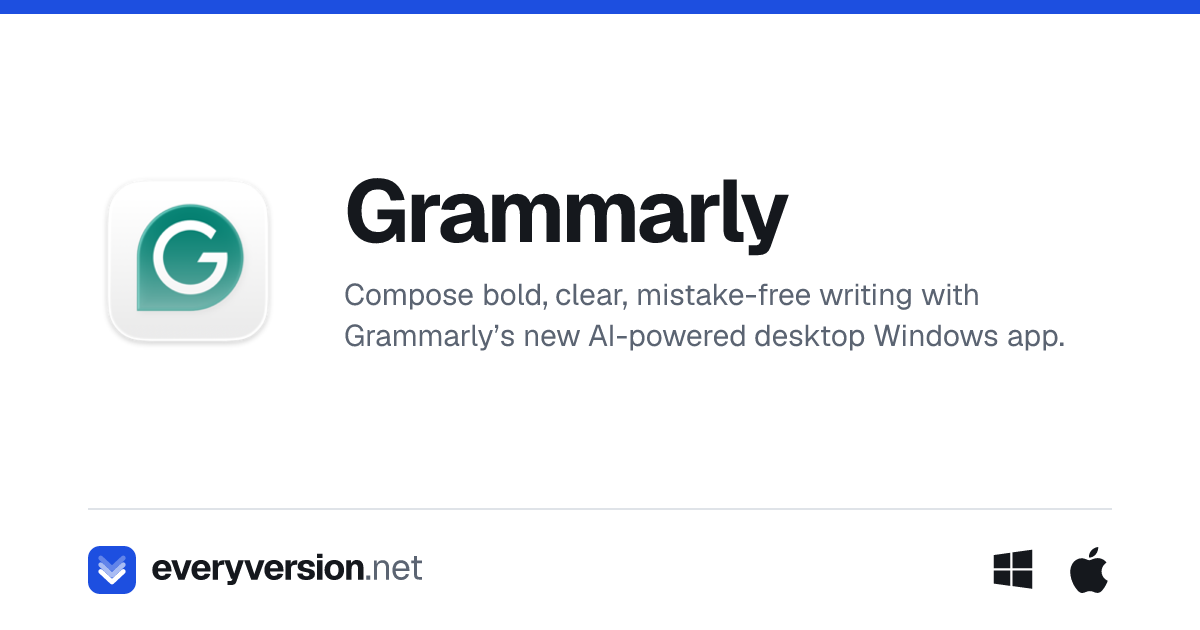 Grammarly
Compose bold, clear, mistake-free writing with
Grammarly’s new AI-powered desktop Windows app.
everyversion.net